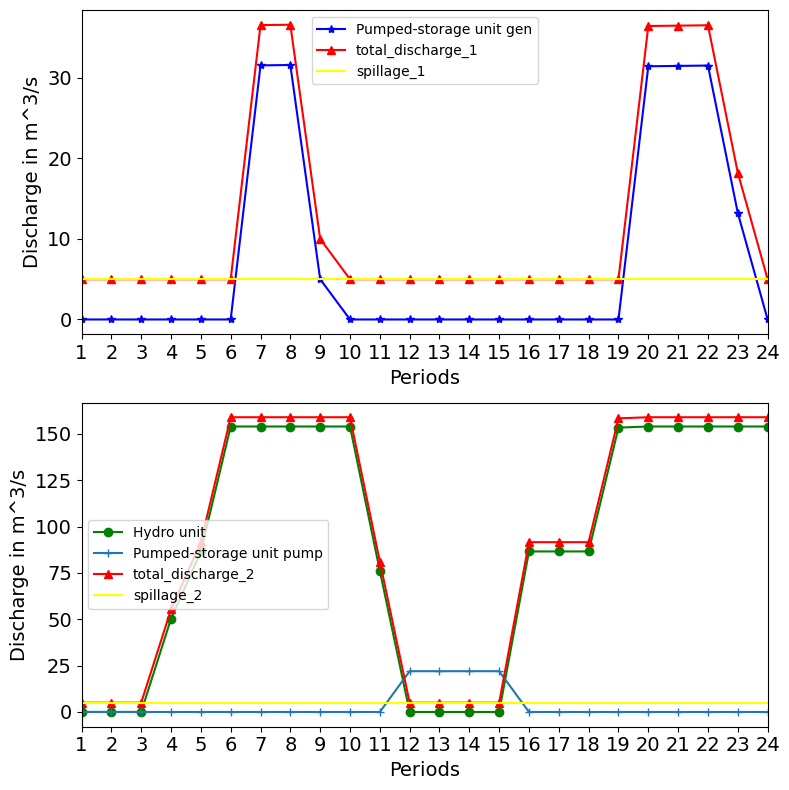 Discharge in m^3/s
30
20
10
0
Pumped-storage unit gen
total_discharge_1
spillage_1
1 2 3 4 5 6 7 8 9 10 11 12 13 14 15 16 17 18 19 20 21 22 23 24
Periods
Discharge in m^3/s
150
125
100
75
50
25
0
Hydro unit
Pumped-storage unit pump
total_discharge_2
spillage_2
1 2 3 4 5 6 7 8 9 10 11 12 13 14 15 16 17 18 19 20 21 22 23 24
Periods